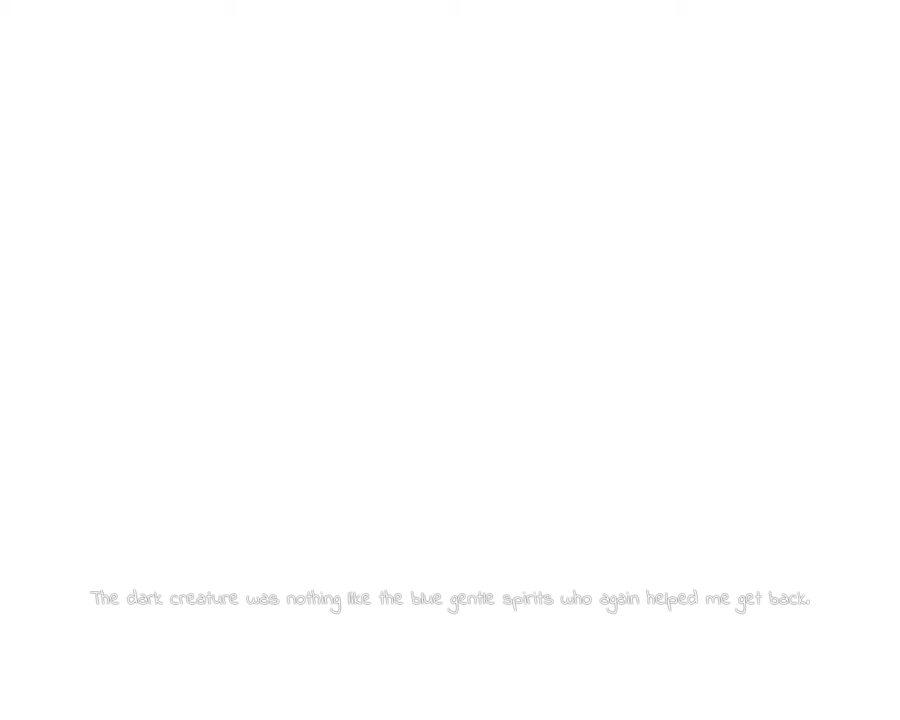 The dark creature was nothing like the blue gentle spirits who again helped me get back.